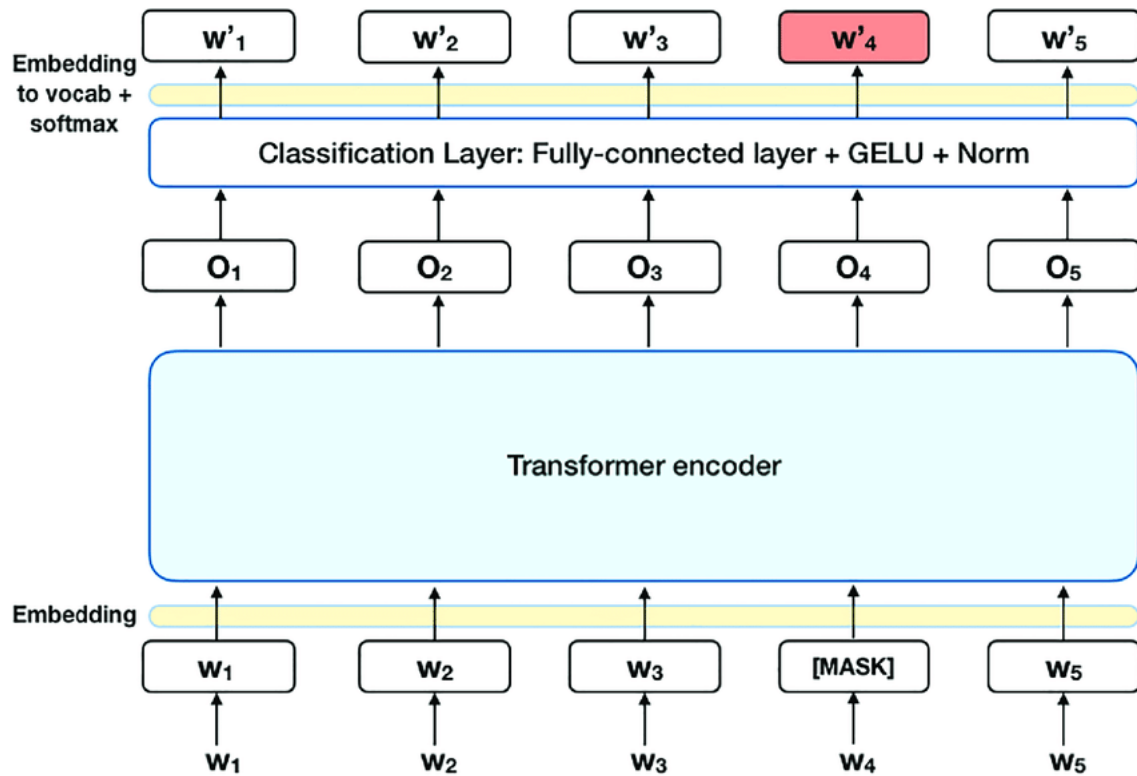 w'₁ w'₂ w'₃ w'₄ w'₅
Embedding
to vocab +
softmax
Classification Layer: Fully-connected layer + GELU + Norm
O₁ O₂ O₃ O₄ O₅
Transformer encoder
Embedding
w₁ w₂ w₃ [MASK] w₅
w₁ w₂ w₃ w₄ w₅